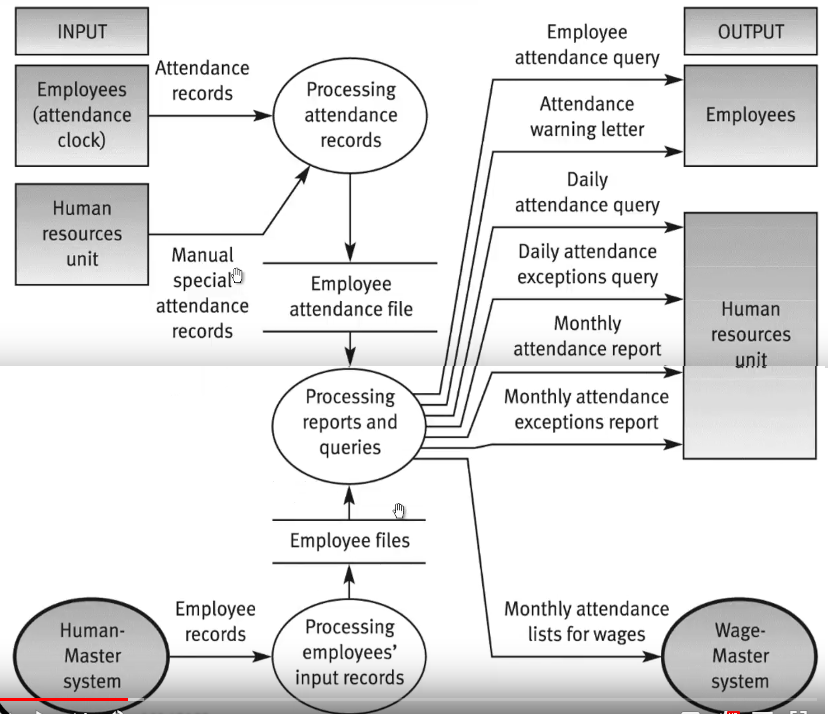 INPUT
Employees
(attendance
clock)
Human
resources
unit
Attendance
records
Manual
special
attendance
records
Processing
attendance
records
Employee
attendance file
Processing
reports and
queries
Employee files
Human-
Master
system
Employee
records
Processing
employees'
input records
Employee
attendance query
Attendance
warning letter
Daily
attendance query
Daily attendance
exceptions query
Monthly
attendance report
Monthly attendance
exceptions report
Monthly attendance
lists for wages
OUTPUT
Employees
Human
resources
unit
Wage-
Master
system